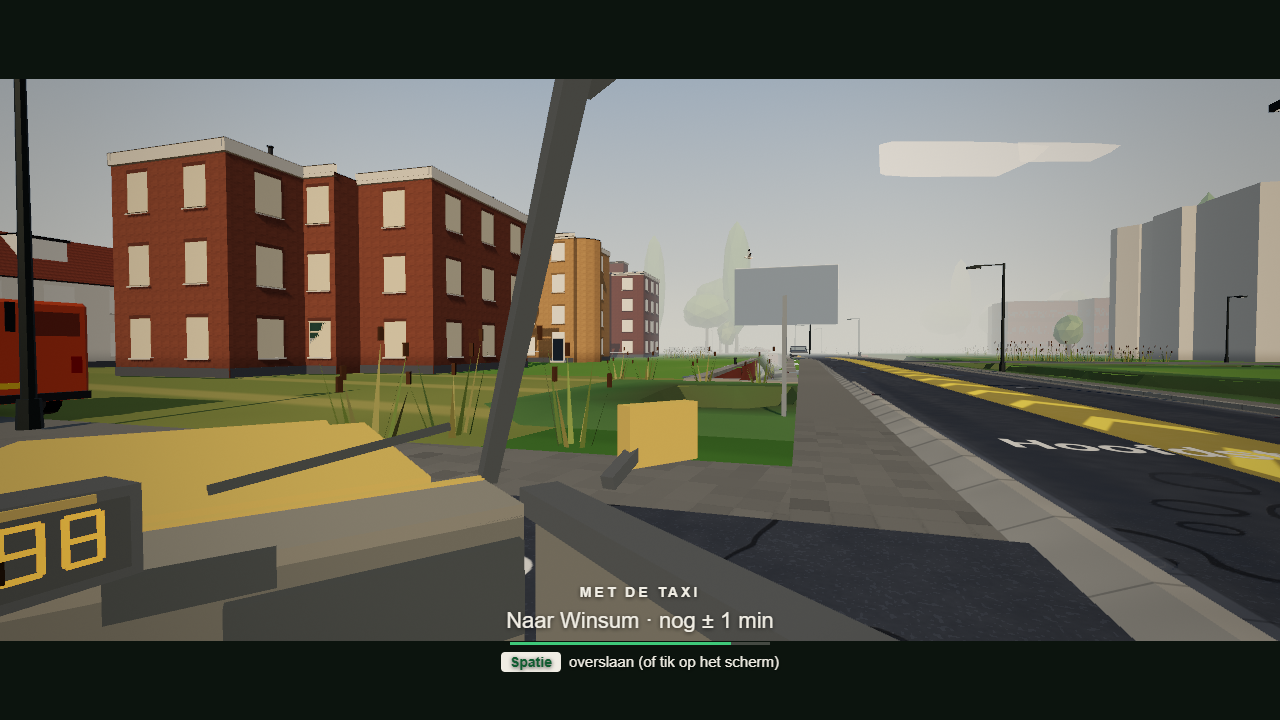 MET DE TAXI
Naar Winsum · nog ± 1 min
Spatie overslaan (of tik op het scherm)